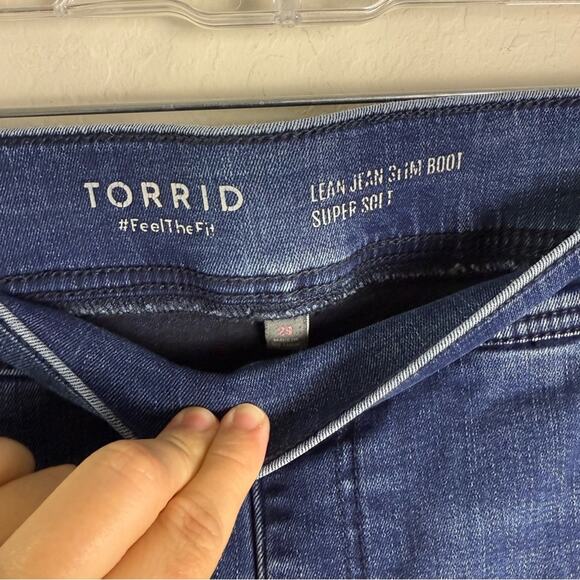 TORRID
#FeelTheFit
LEAN JEAN SLIM BOOT
SUPER SOFT